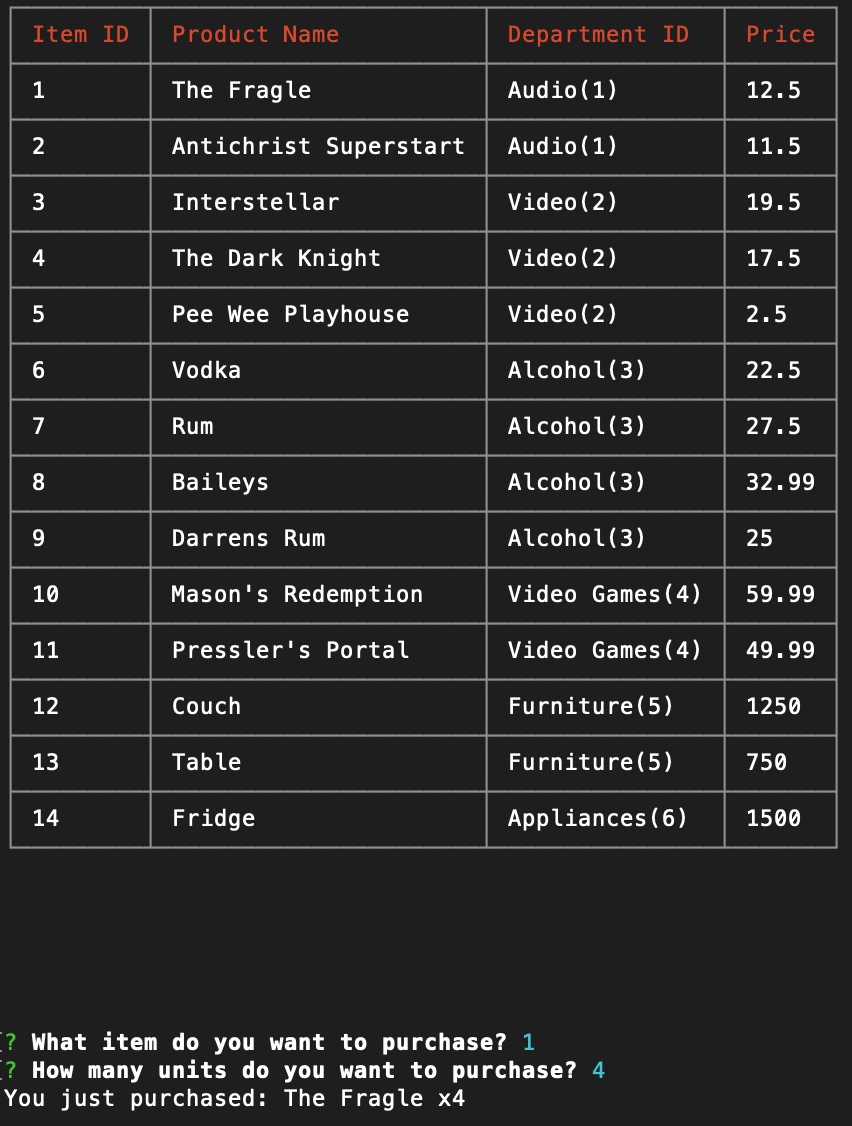 Item ID Product Name Department ID Price
1 The Fragle Audio(1) 12.5
2 Antichrist Superstart Audio(1) 11.5
3 Interstellar Video(2) 19.5
4 The Dark Knight Video(2) 17.5
5 Pee Wee Playhouse Video(2) 2.5
6 Vodka Alcohol(3) 22.5
7 Rum Alcohol(3) 27.5
8 Baileys Alcohol(3) 32.99
9 Darrens Rum Alcohol(3) 25
10 Mason's Redemption Video Games(4) 59.99
11 Pressler's Portal Video Games(4) 49.99
12 Couch Furniture(5) 1250
13 Table Furniture(5) 750
14 Fridge Appliances(6) 1500
? What item do you want to purchase? 1
? How many units do you want to purchase? 4
You just purchased: The Fragle x4